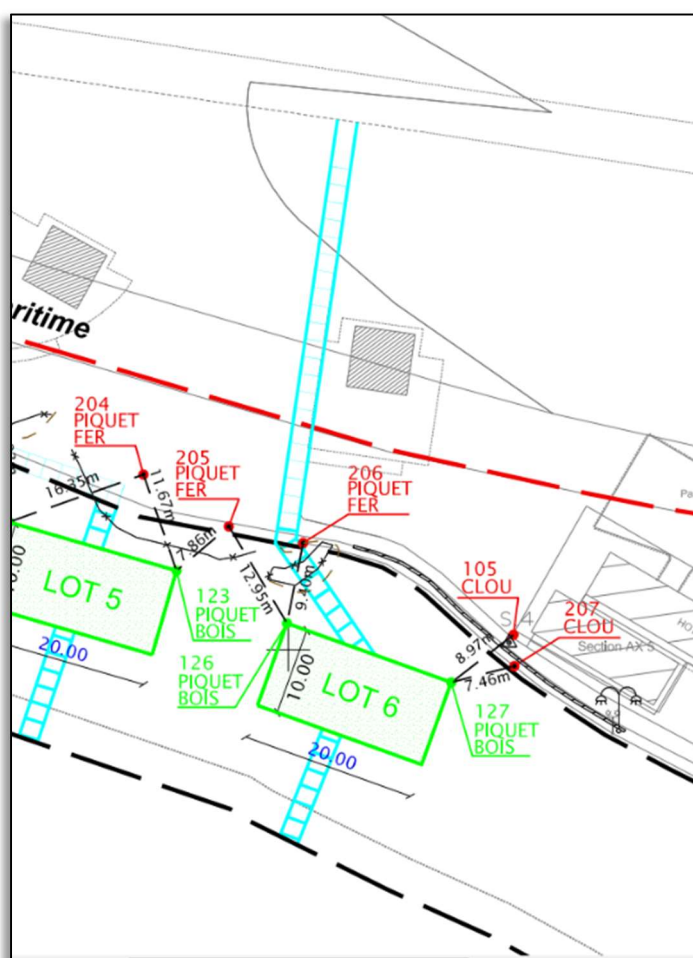 ritime
204
PIQUET
FER
205
PIQUET
FER
206
PIQUET
FER
16.35m
11.67m
7.86m
12.95m
9.40m
105
CLOU
207
CLOU
Section AX 5
8.97m
7.46m
LOT 5
20.00
123
PIQUET
BOIS
126
PIQUET
BOIS
10.00
LOT 6
20.00
127
PIQUET
BOIS